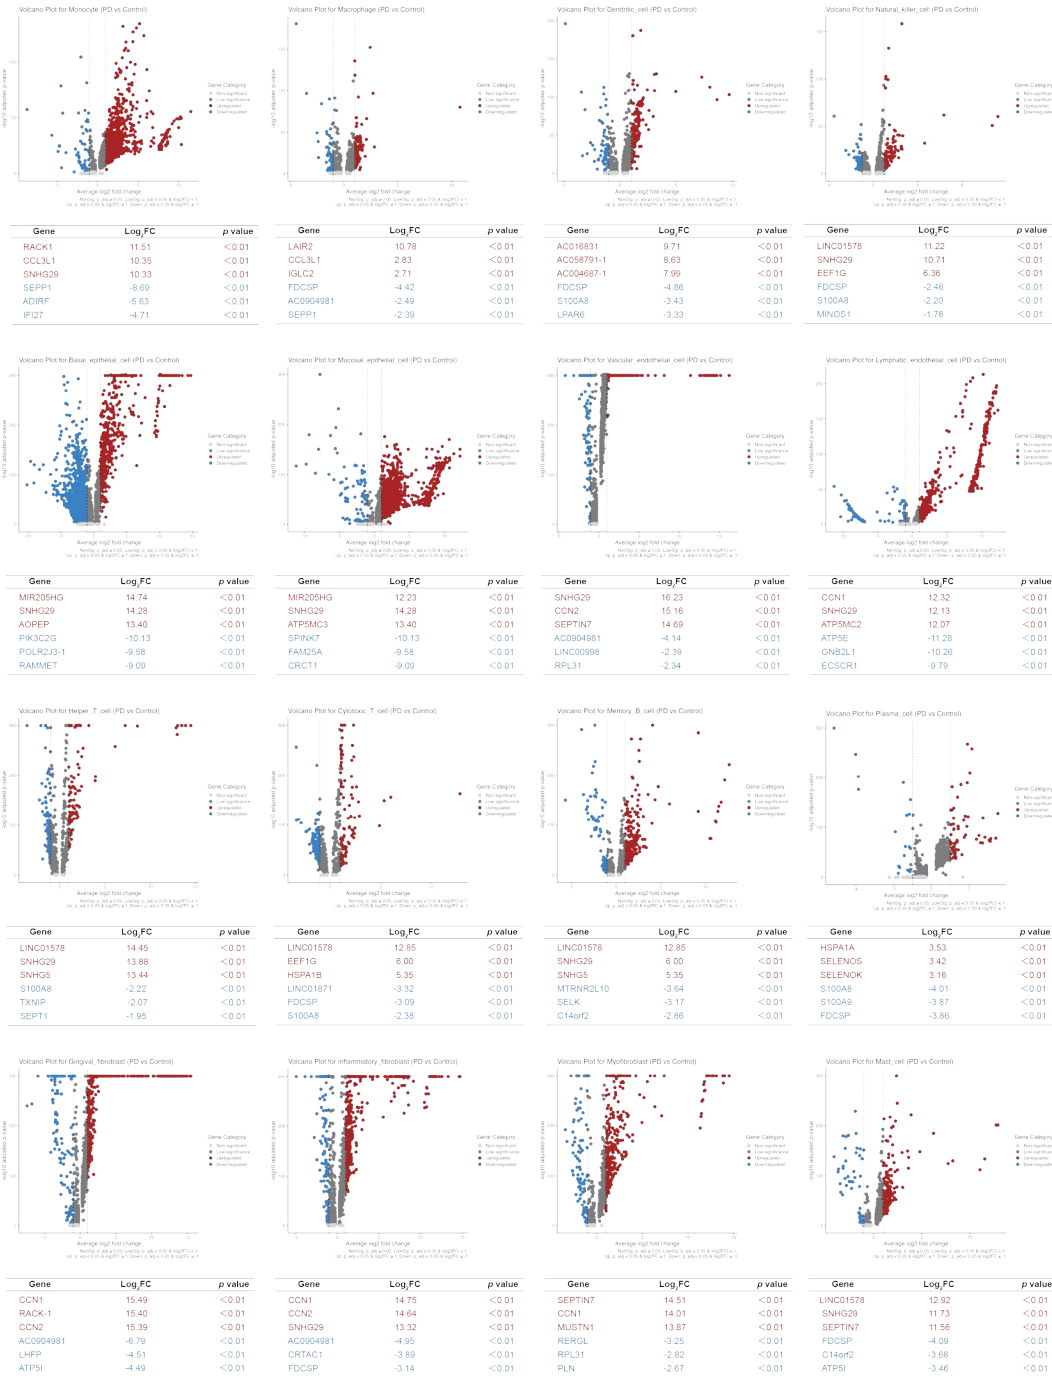 Volcano Plot for Monocyte (PD vs Control)
Volcano Plot for Macrophage (PD vs Control)
Volcano Plot for Dendritic_cell (PD vs Control)
Volcano Plot for Natural_killer_cell (PD vs Control)
-log10 adjusted p-value
Gene Category
Non-significant
Low significance
Upregulated
Downregulated
Average log2 fold change
Gene Log2FC p value
RACK1 11.51 <0.01
CCL3L1 10.35 <0.01
SNHG29 10.33 <0.01
SEPP1 -8.69 <0.01
ADIRF -5.63 <0.01
IFI27 -4.71 <0.01
Gene Log2FC p value
LAIR2 10.78 <0.01
CCL3L1 2.83 <0.01
IGLC2 2.71 <0.01
FDCSP -4.42 <0.01
AC0904981 -2.49 <0.01
SEPP1 -2.39 <0.01
Gene Log2FC p value
AC016831 9.71 <0.01
AC058791-1 8.63 <0.01
AC004687-1 7.99 <0.01
FDCSP -4.86 <0.01
S100A8 -3.43 <0.01
LPAR6 -3.33 <0.01
Gene Log2FC p value
LINC01578 11.22 <0.01
SNHG29 10.71 <0.01
EEF1G 6.36 <0.01
FDCSP -2.46 <0.01
S100A8 -2.20 <0.01
MINOS1 -1.76 <0.01
Volcano Plot for Basal_epithelial_cell (PD vs Control)
Volcano Plot for Mucosal_epithelial_cell (PD vs Control)
Volcano Plot for Vascular_endothelial_cell (PD vs Control)
Volcano Plot for Lymphatic_endothelial_cell (PD vs Control)
Gene Log2FC p value
MIR205HG 14.74 <0.01
SNHG29 14.28 <0.01
AOPEP 13.40 <0.01
PIK3C2G -10.13 <0.01
POLR2J3-1 -9.58 <0.01
RAMMET -9.09 <0.01
Gene Log2FC p value
MIR205HG 12.23 <0.01
SNHG29 14.28 <0.01
ATP5MC3 13.40 <0.01
SPINK7 -10.13 <0.01
FAM25A -9.58 <0.01
CRCT1 -9.09 <0.01
Gene Log2FC p value
SNHG29 16.23 <0.01
CCN2 15.16 <0.01
SEPTIN7 14.69 <0.01
AC0904981 -4.14 <0.01
LINC00998 -2.39 <0.01
RPL31 -2.34 <0.01
Gene Log2FC p value
CCN1 12.32 <0.01
SNHG29 12.13 <0.01
ATP5MC2 12.07 <0.01
ATP5E -11.28 <0.01
GNB2L1 -10.26 <0.01
ECSCR1 -9.79 <0.01
Volcano Plot for Helper_T_cell (PD vs Control)
Volcano Plot for Cytotoxic_T_cell (PD vs Control)
Volcano Plot for Memory_B_cell (PD vs Control)
Volcano Plot for Plasma_cell (PD vs Control)
Gene Log2FC p value
LINC01578 14.45 <0.01
SNHG29 13.88 <0.01
SNHG5 13.44 <0.01
S100A8 -2.22 <0.01
TXNIP -2.07 <0.01
SEPT1 -1.95 <0.01
Gene Log2FC p value
LINC01578 12.85 <0.01
EEF1G 6.00 <0.01
HSPA1B 5.35 <0.01
LINC01871 -3.32 <0.01
FDCSP -3.09 <0.01
S100A8 -2.38 <0.01
Gene Log2FC p value
LINC01578 12.85 <0.01
SNHG29 6.00 <0.01
SNHG5 5.35 <0.01
MTRNR2L10 -3.64 <0.01
SELK -3.17 <0.01
C14orf2 -2.86 <0.01
Gene Log2FC p value
HSPA1A 3.53 <0.01
SELENOS 3.42 <0.01
SELENOK 3.16 <0.01
S100A8 -4.01 <0.01
S100A9 -3.87 <0.01
FDCSP -3.86 <0.01
Volcano Plot for Gingival_fibroblast (PD vs Control)
Volcano Plot for Inflammatory_fibroblast (PD vs Control)
Volcano Plot for Myofibroblast (PD vs Control)
Volcano Plot for Mast_cell (PD vs Control)
Gene Log2FC p value
CCN1 15.49 <0.01
RACK-1 15.40 <0.01
CCN2 15.39 <0.01
AC0904981 -6.79 <0.01
LHFP -4.51 <0.01
ATP5I -4.49 <0.01
Gene Log2FC p value
CCN1 14.75 <0.01
CCN2 14.64 <0.01
SNHG29 13.32 <0.01
AC0904981 -4.95 <0.01
CRTAC1 -3.89 <0.01
FDCSP -3.14 <0.01
Gene Log2FC p value
SEPTIN7 14.51 <0.01
CCN1 14.01 <0.01
MUSTN1 13.87 <0.01
RERGL -3.25 <0.01
RPL31 -2.82 <0.01
PLN -2.67 <0.01
Gene Log2FC p value
LINC01578 12.92 <0.01
SNHG29 11.73 <0.01
SEPTIN7 11.56 <0.01
FDCSP -4.09 <0.01
C14orf2 -3.68 <0.01
ATP5I -3.46 <0.01